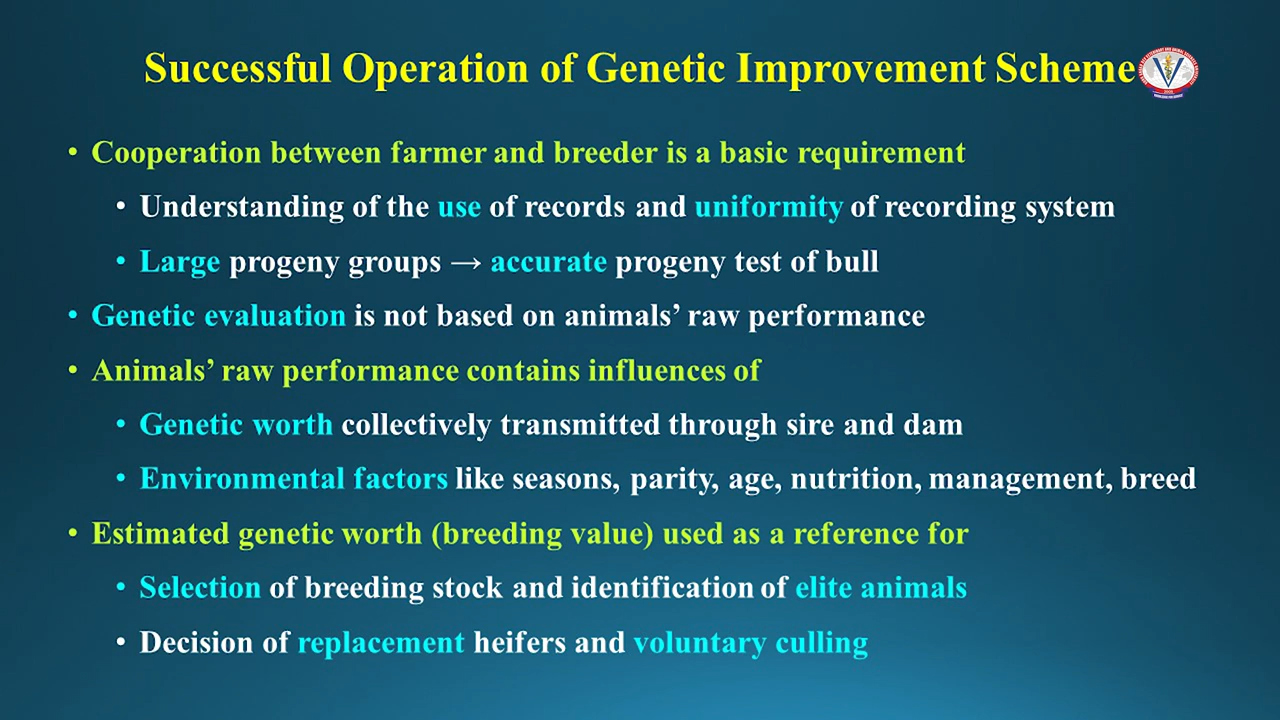 Successful Operation of Genetic Improvement Scheme
• Cooperation between farmer and breeder is a basic requirement
• Understanding of the use of records and uniformity of recording system
• Large progeny groups → accurate progeny test of bull
• Genetic evaluation is not based on animals’ raw performance
• Animals’ raw performance contains influences of
• Genetic worth collectively transmitted through sire and dam
• Environmental factors like seasons, parity, age, nutrition, management, breed
• Estimated genetic worth (breeding value) used as a reference for
• Selection of breeding stock and identification of elite animals
• Decision of replacement heifers and voluntary culling